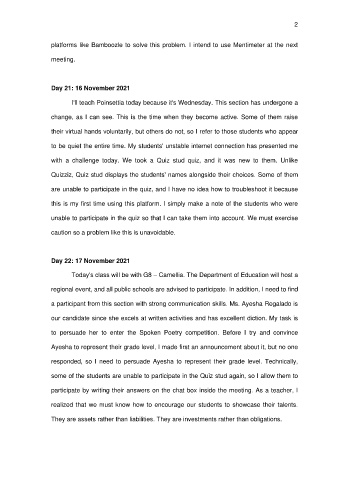 2
platforms like Bamboozle to solve this problem. I intend to use Mentimeter at the next
meeting.
Day 21: 16 November 2021
I'll teach Poinsettia today because it's Wednesday. This section has undergone a
change, as I can see. This is the time when they become active. Some of them raise
their virtual hands voluntarily, but others do not, so I refer to those students who appear
to be quiet the entire time. My students' unstable internet connection has presented me
with a challenge today. We took a Quiz stud quiz, and it was new to them. Unlike
Quizziz, Quiz stud displays the students' names alongside their choices. Some of them
are unable to participate in the quiz, and I have no idea how to troubleshoot it because
this is my first time using this platform. I simply make a note of the students who were
unable to participate in the quiz so that I can take them into account. We must exercise
caution so a problem like this is unavoidable.
Day 22: 17 November 2021
Today's class will be with G8 – Camellia. The Department of Education will host a
regional event, and all public schools are advised to participate. In addition, I need to find
a participant from this section with strong communication skills. Ms. Ayesha Regalado is
our candidate since she excels at written activities and has excellent diction. My task is
to persuade her to enter the Spoken Poetry competition. Before I try and convince
Ayesha to represent their grade level, I made first an announcement about it, but no one
responded, so I need to persuade Ayesha to represent their grade level. Technically,
some of the students are unable to participate in the Quiz stud again, so I allow them to
participate by writing their answers on the chat box inside the meeting. As a teacher, I
realized that we must know how to encourage our students to showcase their talents.
They are assets rather than liabilities. They are investments rather than obligations.